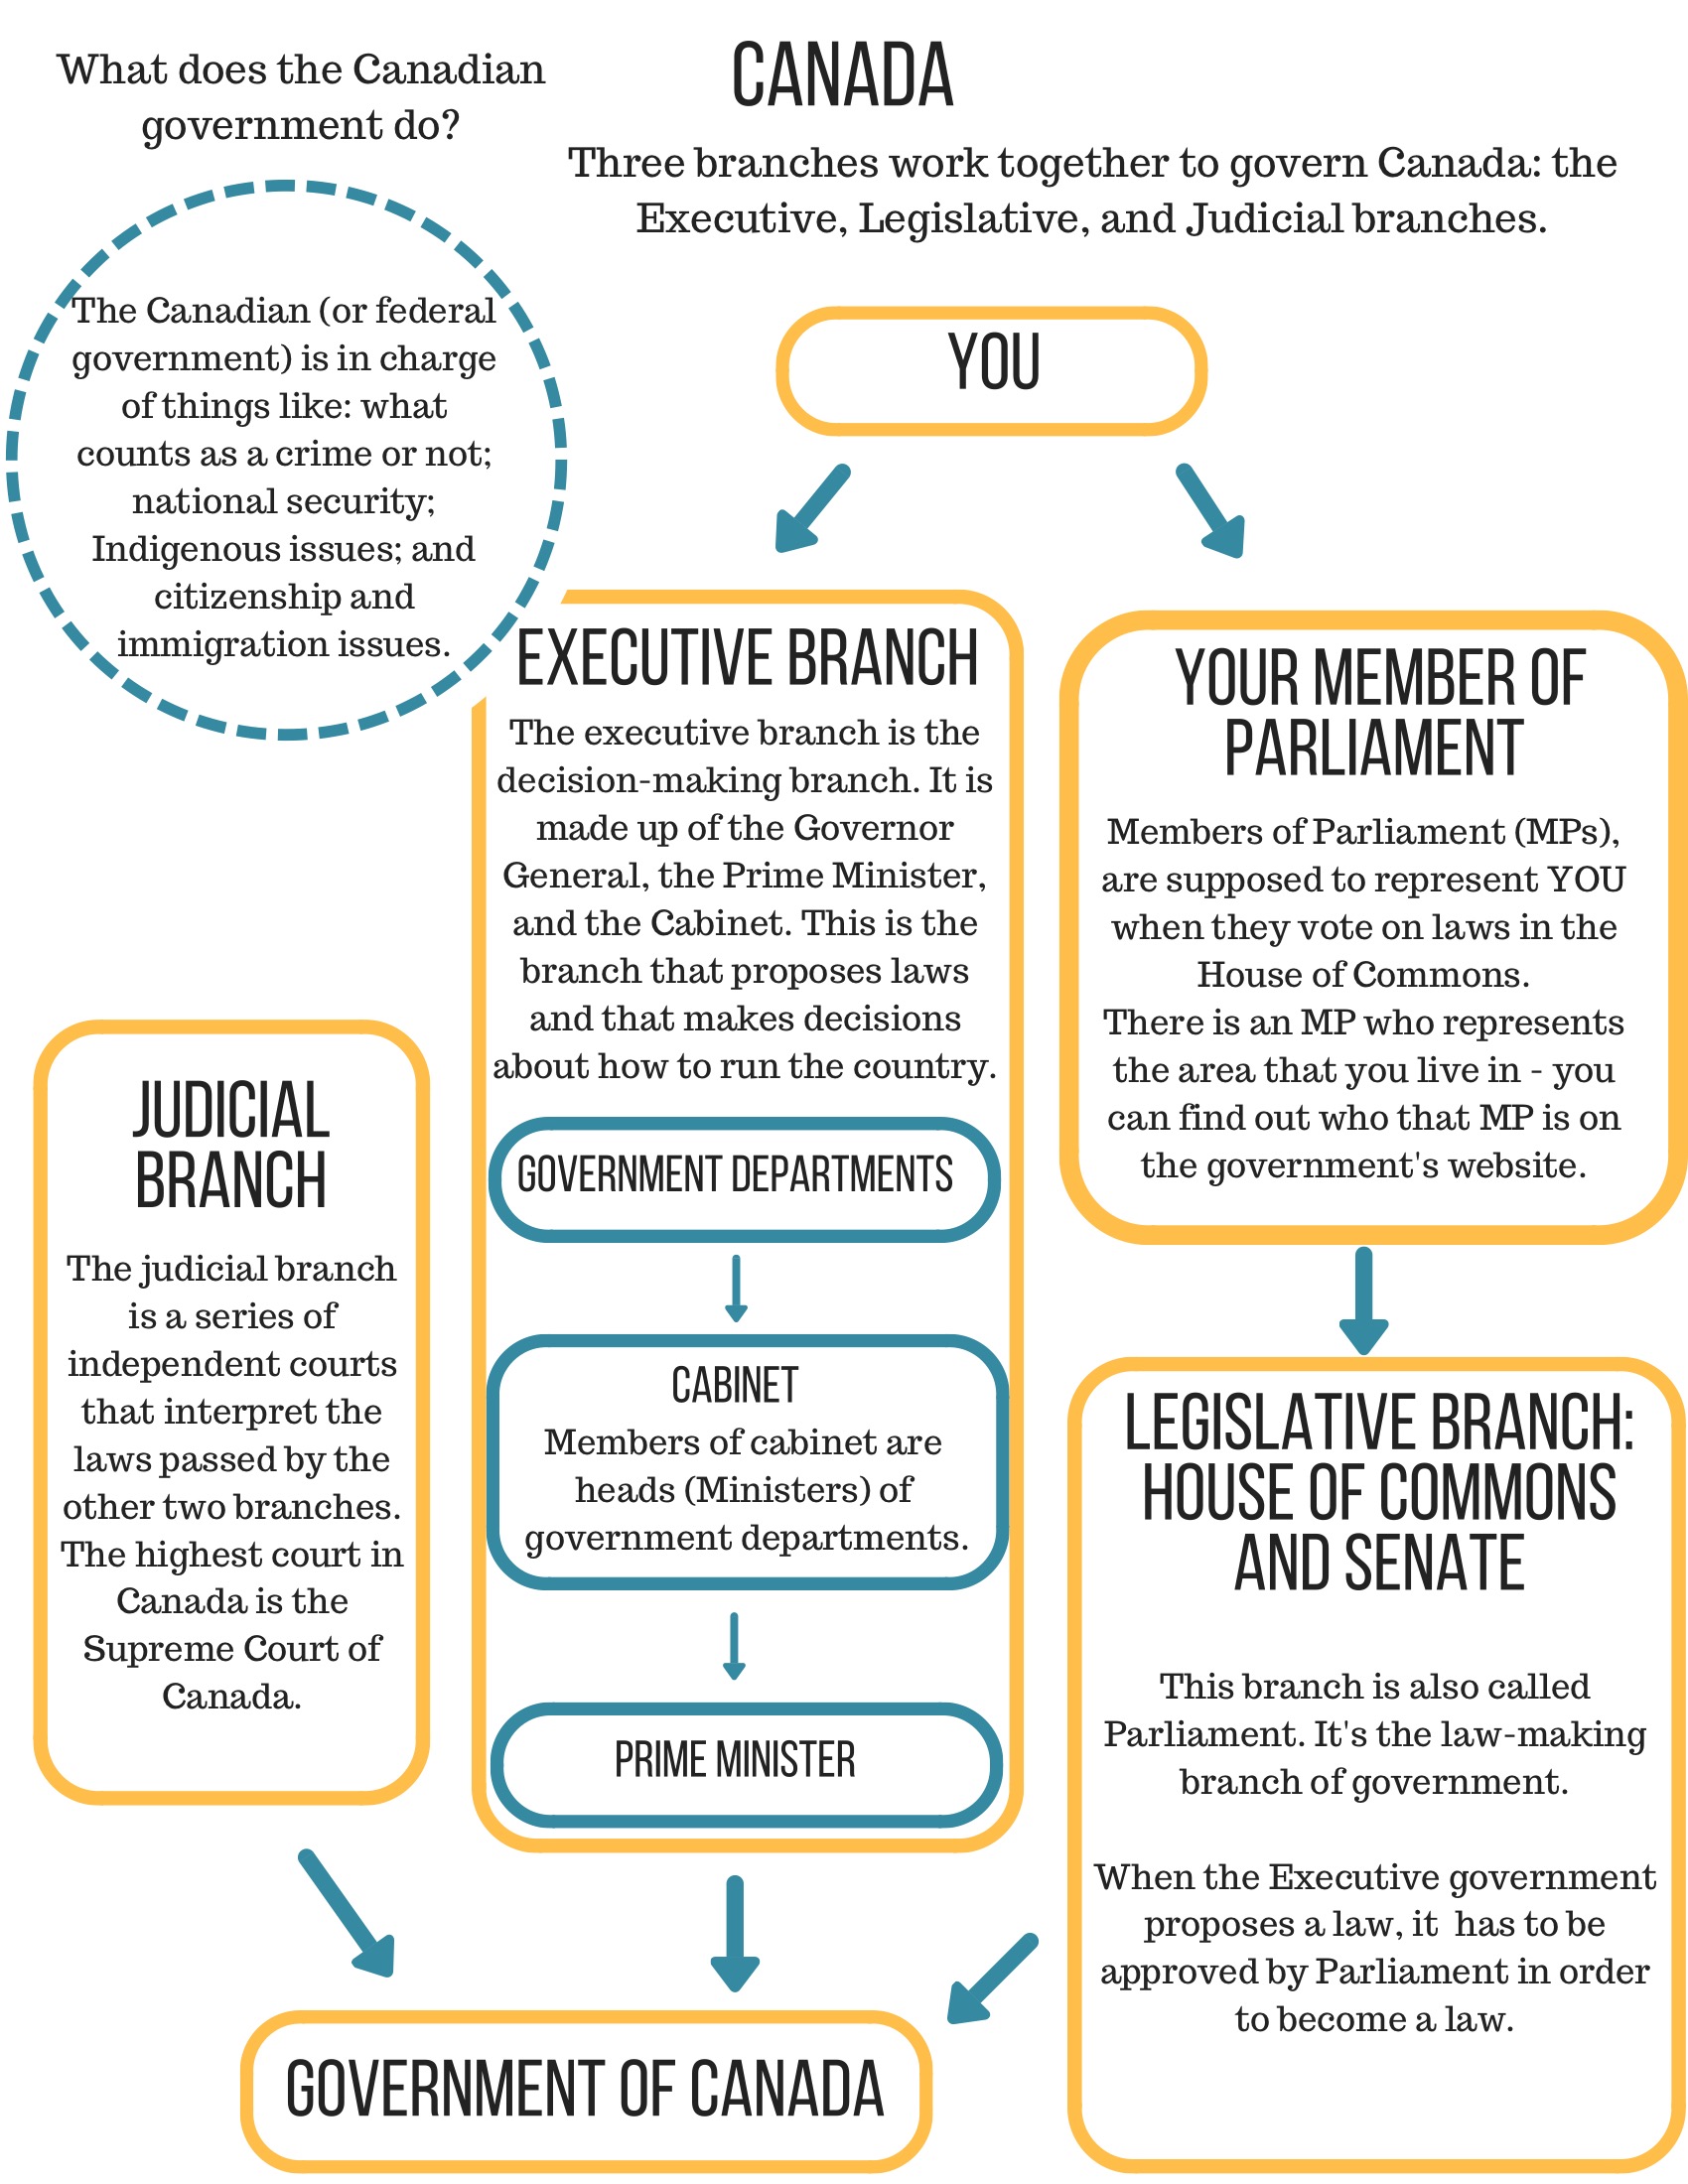 What does the Canadian
government do?
The Canadian (or federal
government) is in charge
of things like: what
counts as a crime or not;
national security;
Indigenous issues; and
citizenship and
immigration issues.
CANADA
Three branches work together to govern Canada: the
Executive, Legislative, and Judicial branches.
YOU
EXECUTIVE BRANCH
The executive branch is the
decision-making branch. It is
made up of the Governor
General, the Prime Minister,
and the Cabinet. This is the
branch that proposes laws
and that makes decisions
about how to run the country.
GOVERNMENT DEPARTMENTS
CABINET
Members of cabinet are
heads (Ministers) of
government departments.
PRIME MINISTER
YOUR MEMBER OF
PARLIAMENT
Members of Parliament (MPs),
are supposed to represent YOU
when they vote on laws in the
House of Commons.
There is an MP who represents
the area that you live in - you
can find out who that MP is on
the government's website.
JUDICIAL
BRANCH
The judicial branch
is a series of
independent courts
that interpret the
laws passed by the
other two branches.
The highest court in
Canada is the
Supreme Court of
Canada.
LEGISLATIVE BRANCH:
HOUSE OF COMMONS
AND SENATE
This branch is also called
Parliament. It's the law-making
branch of government.
When the Executive government
proposes a law, it  has to be
approved by Parliament in order
to become a law.
GOVERNMENT OF CANADA